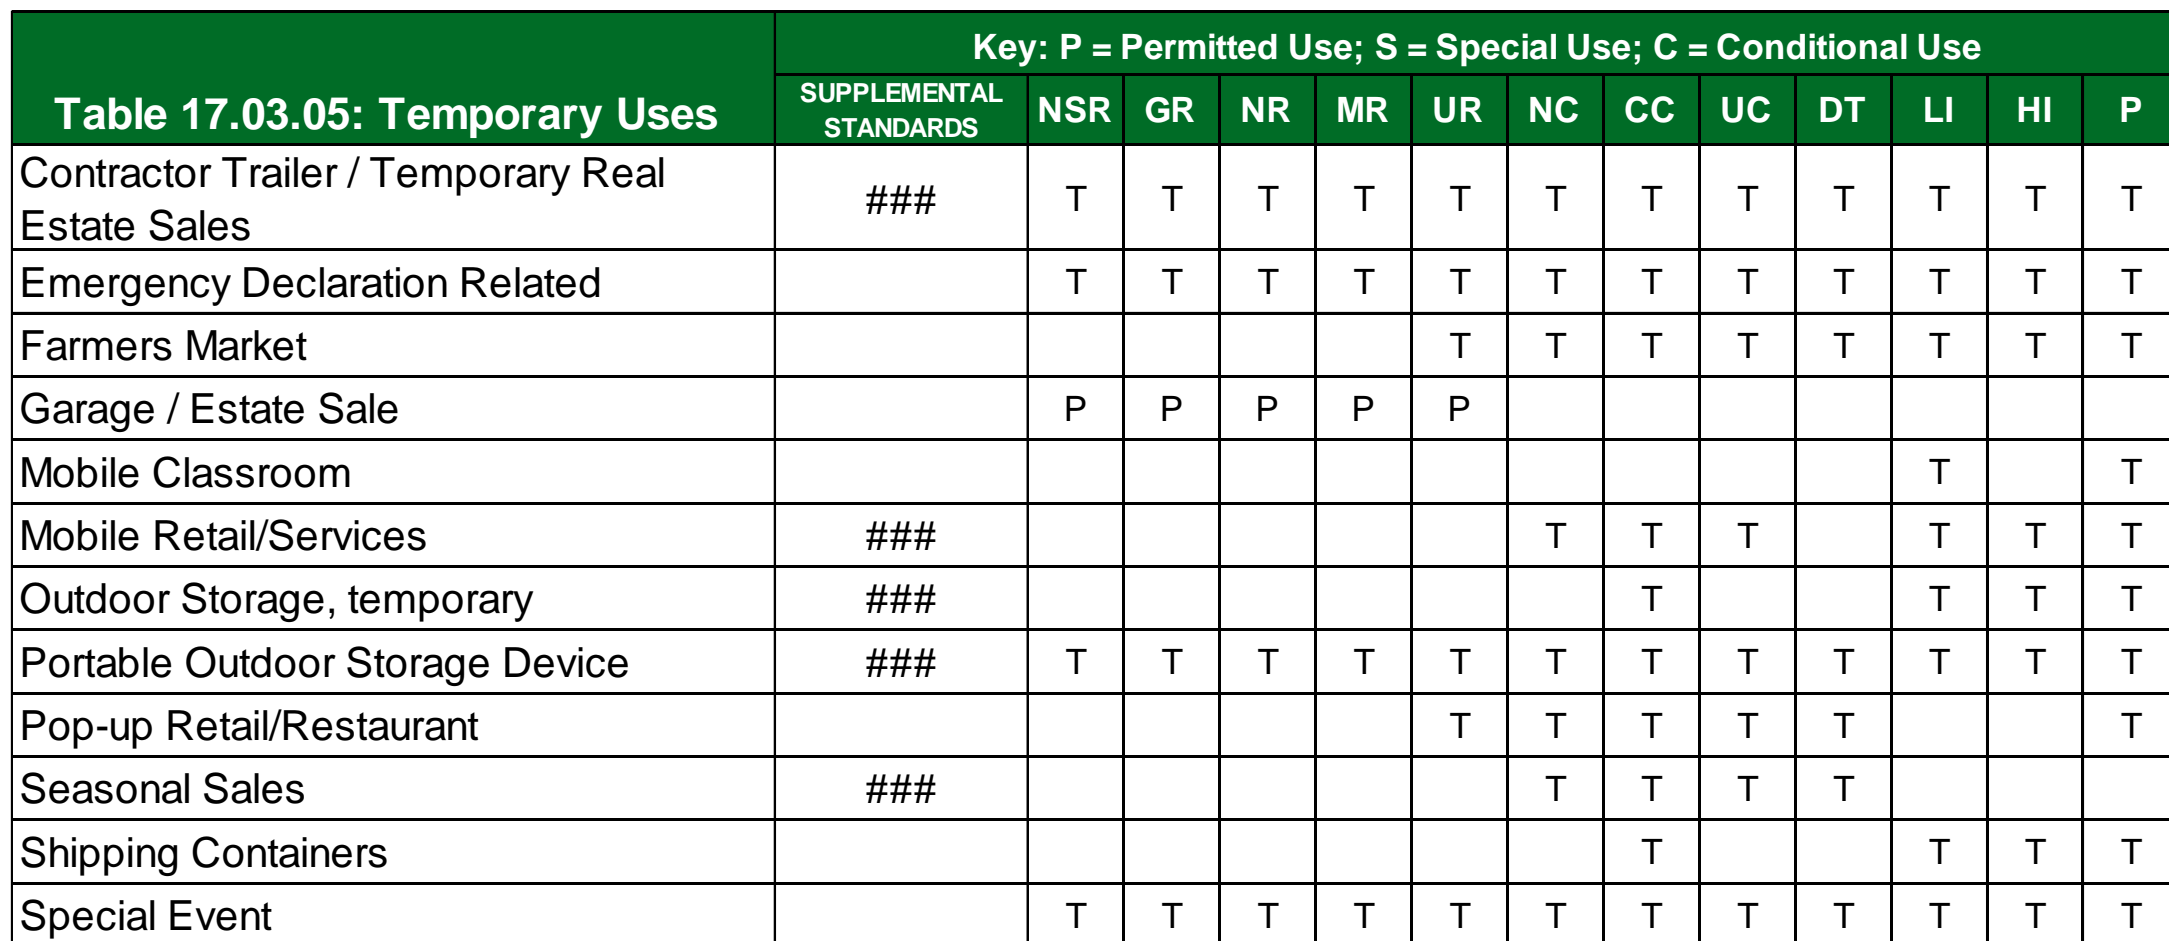 Key: P = Permitted Use; S = Special Use; C = Conditional Use
Table 17.03.05: Temporary Uses SUPPLEMENTAL STANDARDS NSR GR NR MR UR NC CC UC DT LI HI P
Contractor Trailer / Temporary Real
Estate Sales ### T T T T T T T T T T T T
Emergency Declaration Related T T T T T T T T T T T T
Farmers Market T T T T T T T T
Garage / Estate Sale P P P P P
Mobile Classroom T T
Mobile Retail/Services ### T T T T T T
Outdoor Storage, temporary ### T T T T
Portable Outdoor Storage Device ### T T T T T T T T T T T T
Pop-up Retail/Restaurant T T T T T T
Seasonal Sales ### T T T T
Shipping Containers T T T T
Special Event T T T T T T T T T T T T